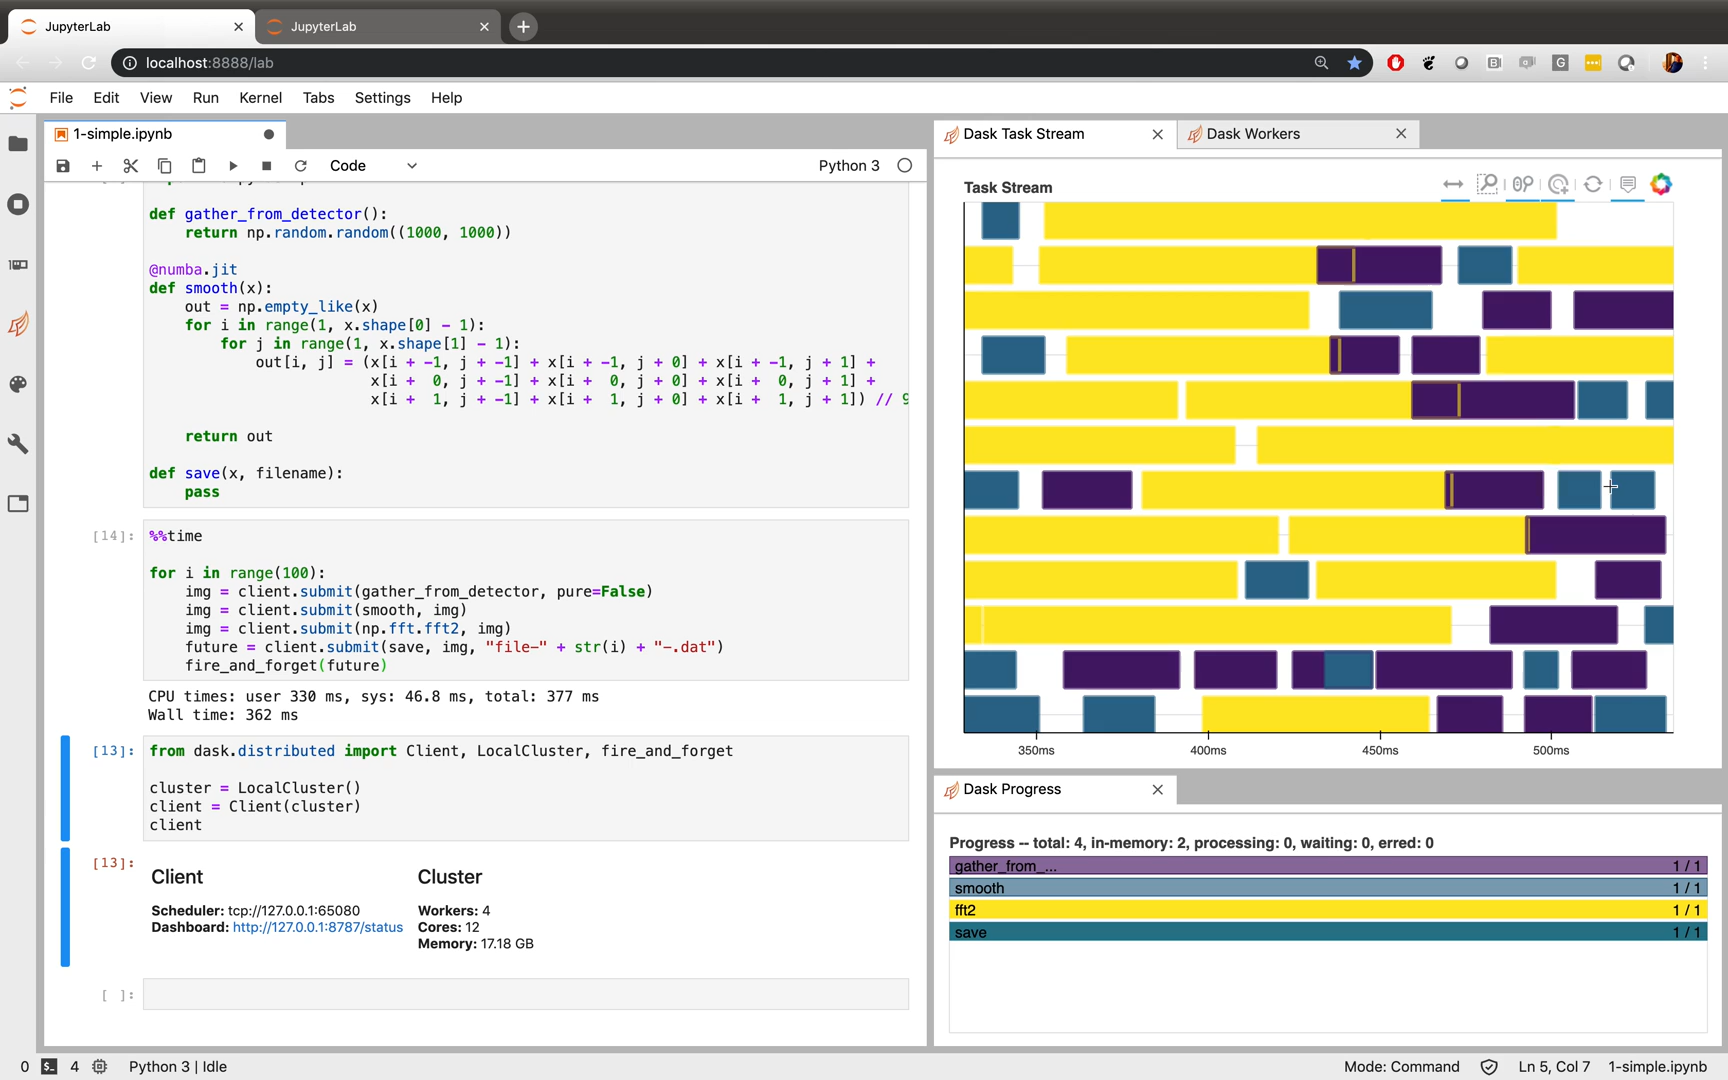 JupyterLab
JupyterLab
localhost:8888/lab
File Edit View Run Kernel Tabs Settings Help
1-simple.ipynb
Code
Python 3
def gather_from_detector():
    return np.random.random((1000, 1000))
@numba.jit
def smooth(x):
    out = np.empty_like(x)
    for i in range(1, x.shape[0] - 1):
        for j in range(1, x.shape[1] - 1):
            out[i, j] = (x[i + -1, j + -1] + x[i + -1, j + 0] + x[i + -1, j + 1] +
                         x[i +  0, j + -1] + x[i +  0, j + 0] + x[i +  0, j + 1] +
                         x[i +  1, j + -1] + x[i +  1, j + 0] + x[i +  1, j + 1]) // 9
    return out
def save(x, filename):
    pass
[14]: %%time
for i in range(100):
    img = client.submit(gather_from_detector, pure=False)
    img = client.submit(smooth, img)
    img = client.submit(np.fft.fft2, img)
    future = client.submit(save, img, "file-" + str(i) + "-.dat")
    fire_and_forget(future)
CPU times: user 330 ms, sys: 46.8 ms, total: 377 ms
Wall time: 362 ms
[13]: from dask.distributed import Client, LocalCluster, fire_and_forget
cluster = LocalCluster()
client = Client(cluster)
client
[13]:
Client
Scheduler: tcp://127.0.0.1:65080
Dashboard: http://127.0.0.1:8787/status
Cluster
Workers: 4
Cores: 12
Memory: 17.18 GB
[ ]:
Dask Task Stream
Dask Workers
Task Stream
350ms 400ms 450ms 500ms
Dask Progress
Progress -- total: 4, in-memory: 2, processing: 0, waiting: 0, erred: 0
gather_from_... 1 / 1
smooth 1 / 1
fft2 1 / 1
save 1 / 1
0 4 Python 3 | Idle
Mode: Command Ln 5, Col 7 1-simple.ipynb